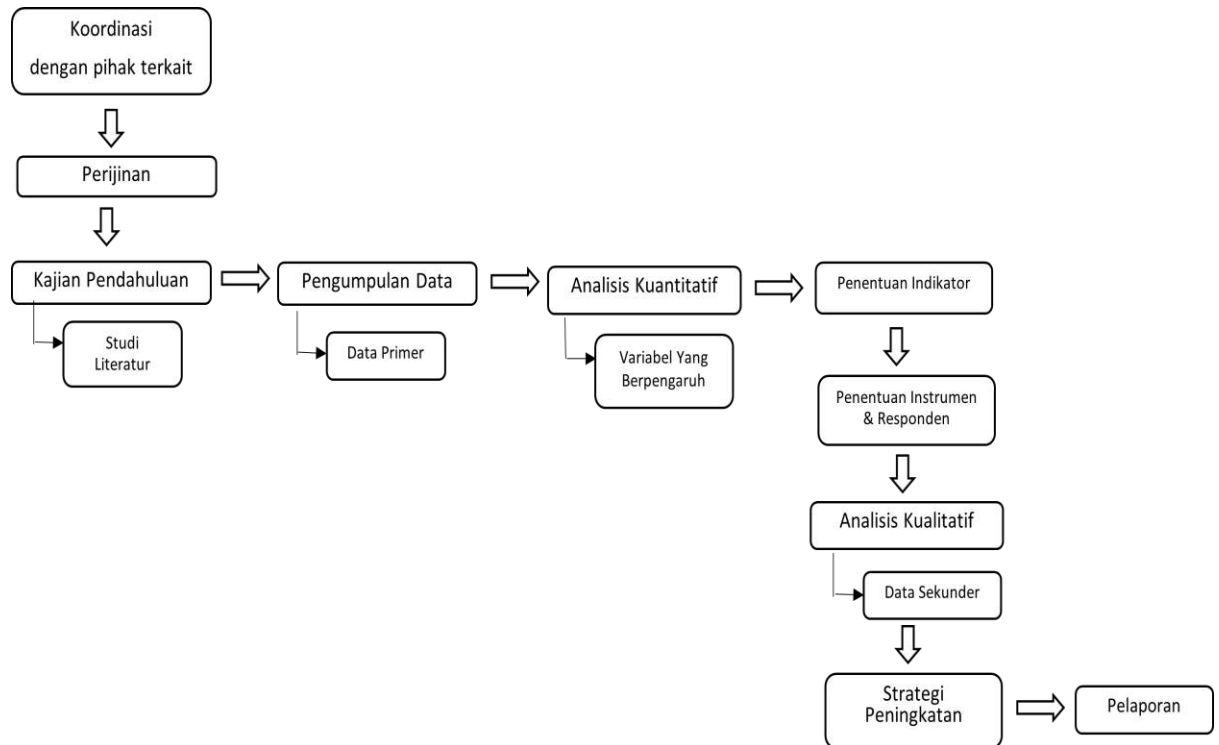 Koordinasi
dengan pihak terkait
Perijinan
Kajian Pendahuluan
Studi
Literatur
Pengumpulan Data
Data Primer
Analisis Kuantitatif
Variabel Yang
Berpengaruh
Penentuan Indikator
Penentuan Instrumen
& Responden
Analisis Kualitatif
Data Sekunder
Strategi
Peningkatan
Pelaporan